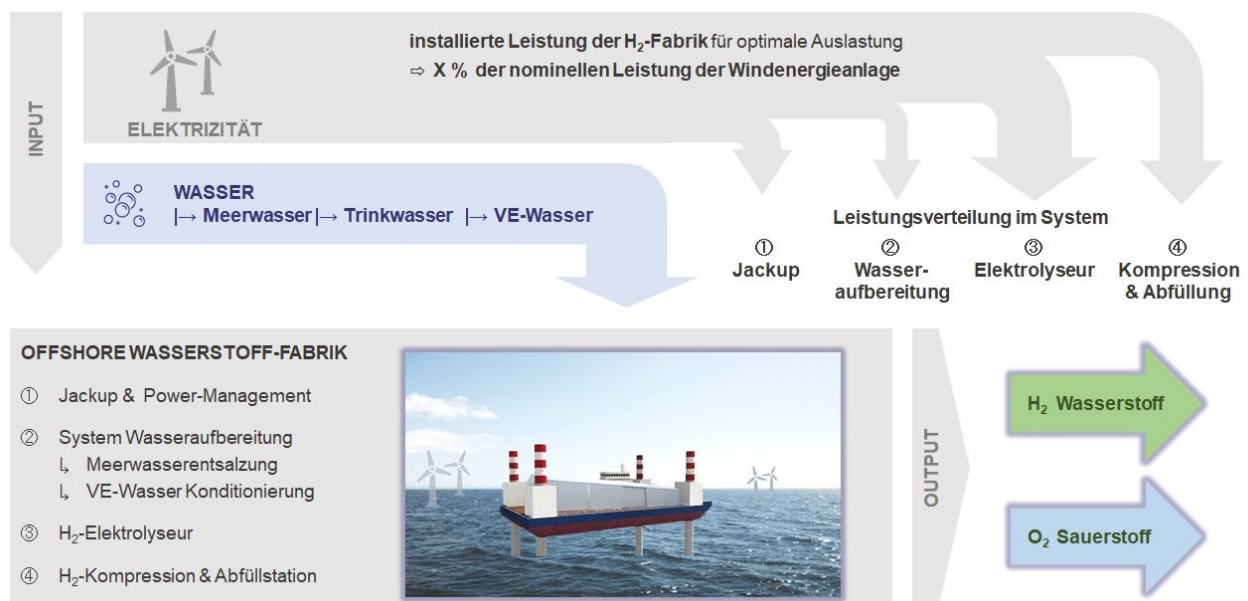 INPUT
ELEKTRIZITÄT
installierte Leistung der H₂-Fabrik für optimale Auslastung
⇨ X % der nominellen Leistung der Windenergieanlage
WASSER
|→ Meerwasser |→ Trinkwasser |→ VE-Wasser
Leistungsverteilung im System
① Jackup
② Wasser-
aufbereitung
③ Elektrolyseur
④ Kompression
& Abfüllung
OFFSHORE WASSERSTOFF-FABRIK
① Jackup & Power-Management
② System Wasseraufbereitung
↳ Meerwasserentsalzung
↳ VE-Wasser Konditionierung
③ H₂-Elektrolyseur
④ H₂-Kompression & Abfüllstation
OUTPUT
H₂ Wasserstoff
O₂ Sauerstoff